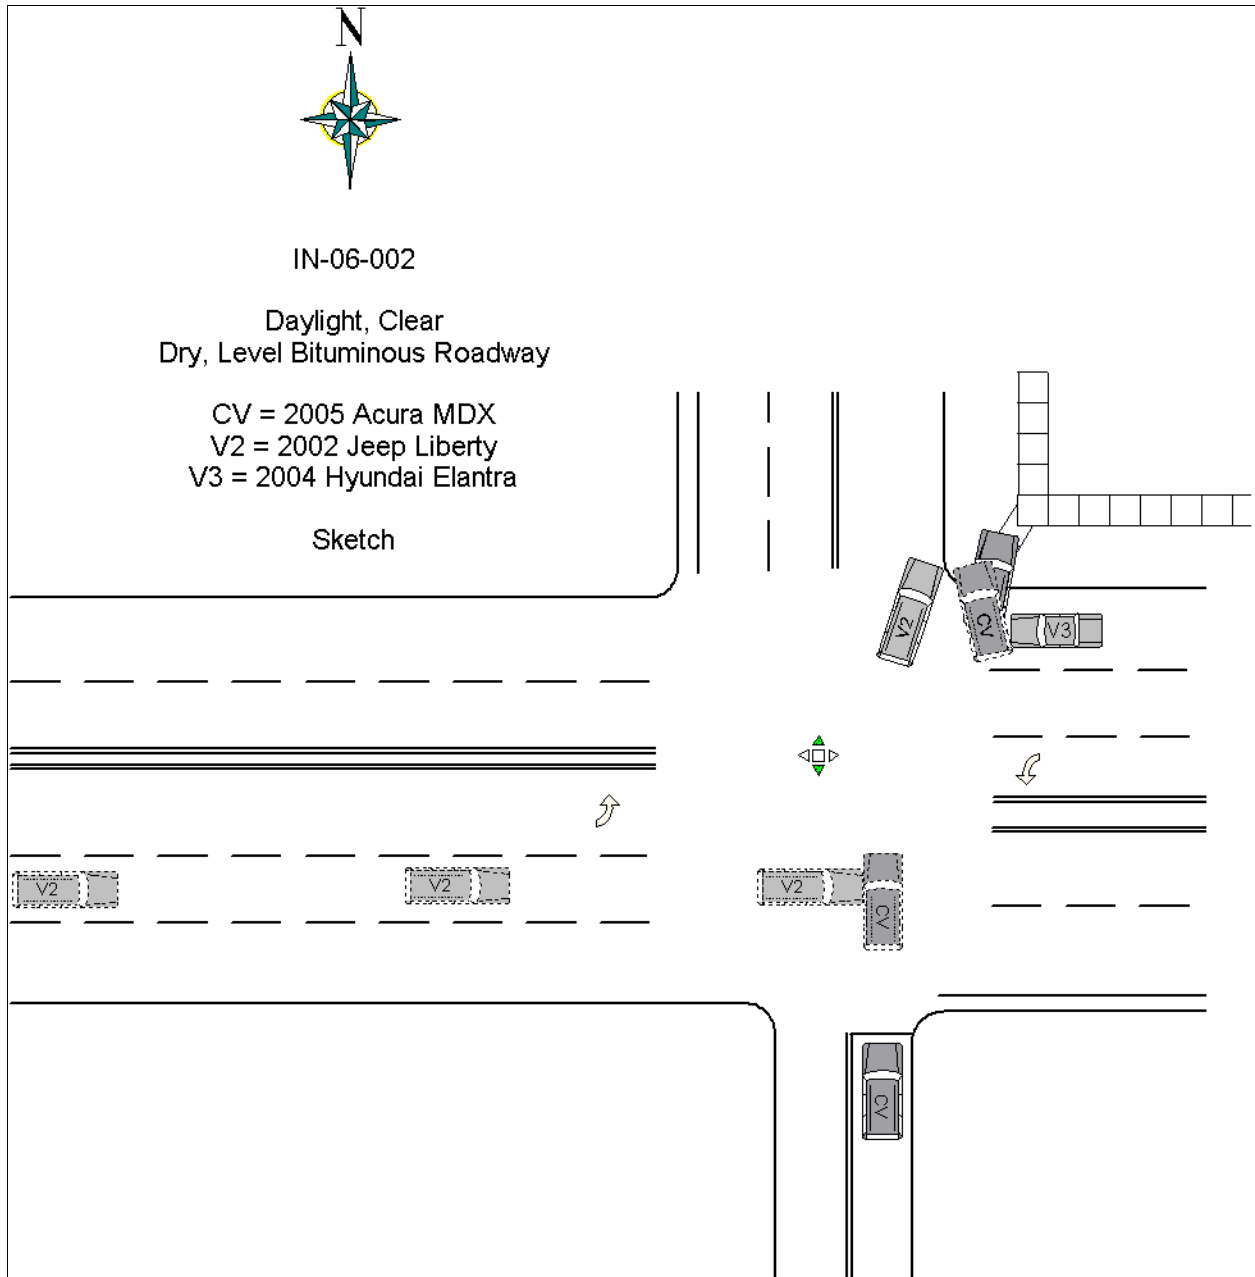 N
IN-06-002
Daylight, Clear
Dry, Level Bituminous Roadway
CV = 2005 Acura MDX
V2 = 2002 Jeep Liberty
V3 = 2004 Hyundai Elantra
Sketch
V2
CV
V3
V2
V2
V2
CV
CV